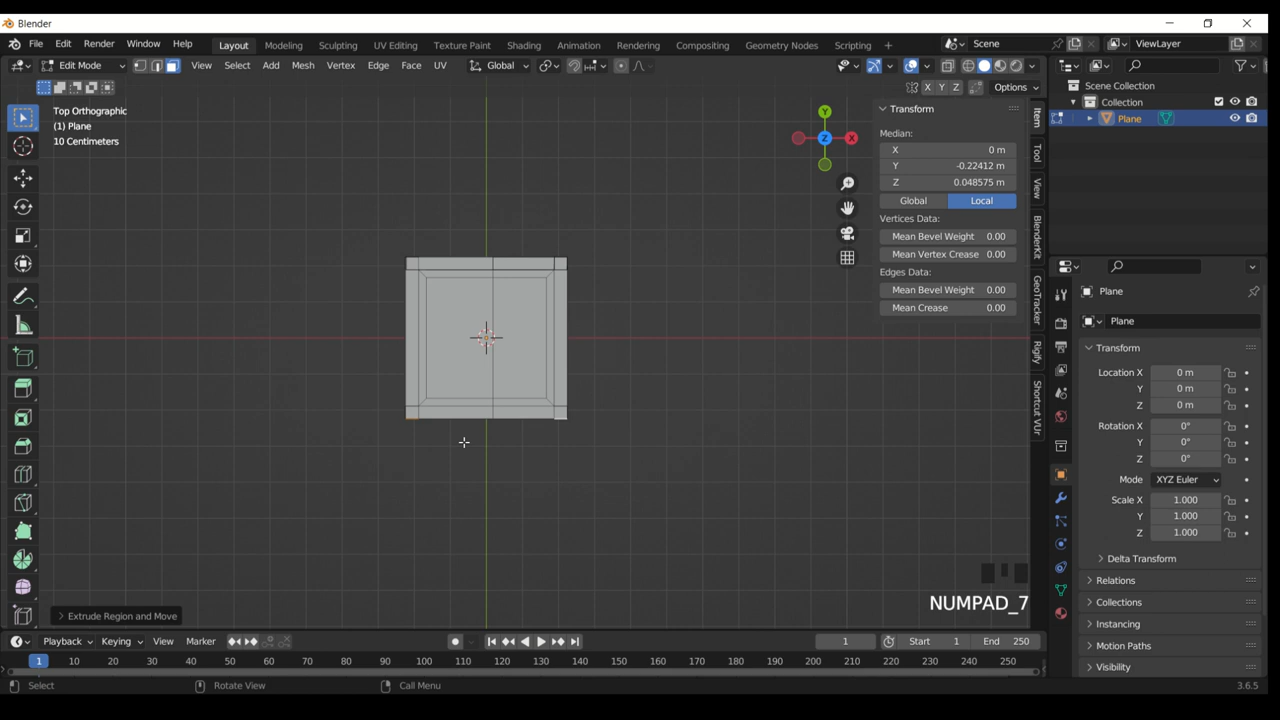 Blender
File Edit Render Window Help Layout Modeling Sculpting UV Editing Texture Paint Shading Animation Rendering Compositing Geometry Nodes Scripting + Scene ViewLayer
Edit Mode View Select Add Mesh Vertex Edge Face UV Global
X Y Z Options
Scene Collection
Collection
Plane
Top Orthographic
(1) Plane
10 Centimeters
Y
X
Z
Transform
Median:
X 0 m
Y -0.22412 m
Z 0.048575 m
Global Local
Vertices Data:
Mean Bevel Weight 0.00
Mean Vertex Crease 0.00
Edges Data:
Mean Bevel Weight 0.00
Mean Crease 0.00
Item
Tool
View
BlenderKit
GeoTracker
Rigify
Shortcut VUr
Plane
Plane
Transform
Location X 0 m
Y 0 m
Z 0 m
Rotation X 0°
Y 0°
Z 0°
Mode XYZ Euler
Scale X 1.000
Y 1.000
Z 1.000
Delta Transform
Relations
Collections
Instancing
Motion Paths
Visibility
NUMPAD_7
Extrude Region and Move
Playback Keying View Marker 1 Start 1 End 250
1 10 20 30 40 50 60 70 80 90 100 110 120 130 140 150 160 170 180 190 200 210 220 230 240 250
Select Rotate View Call Menu 3.6.5